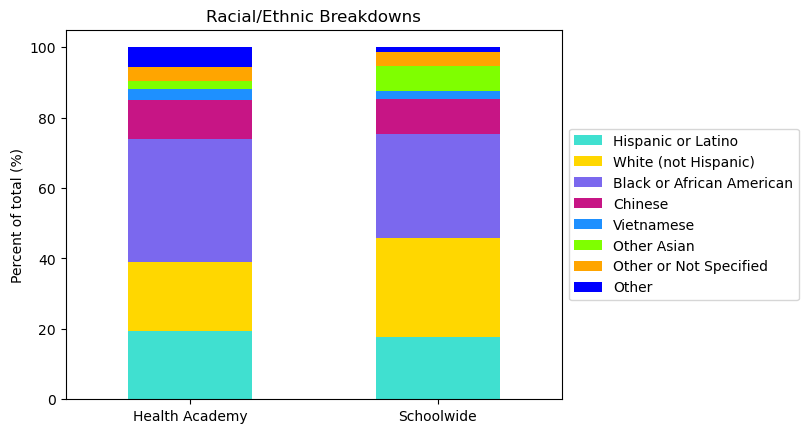 Racial/Ethnic Breakdowns
Percent of total (%)
100
80
60
40
20
0
Health Academy
Schoolwide
Hispanic or Latino
White (not Hispanic)
Black or African American
Chinese
Vietnamese
Other Asian
Other or Not Specified
Other